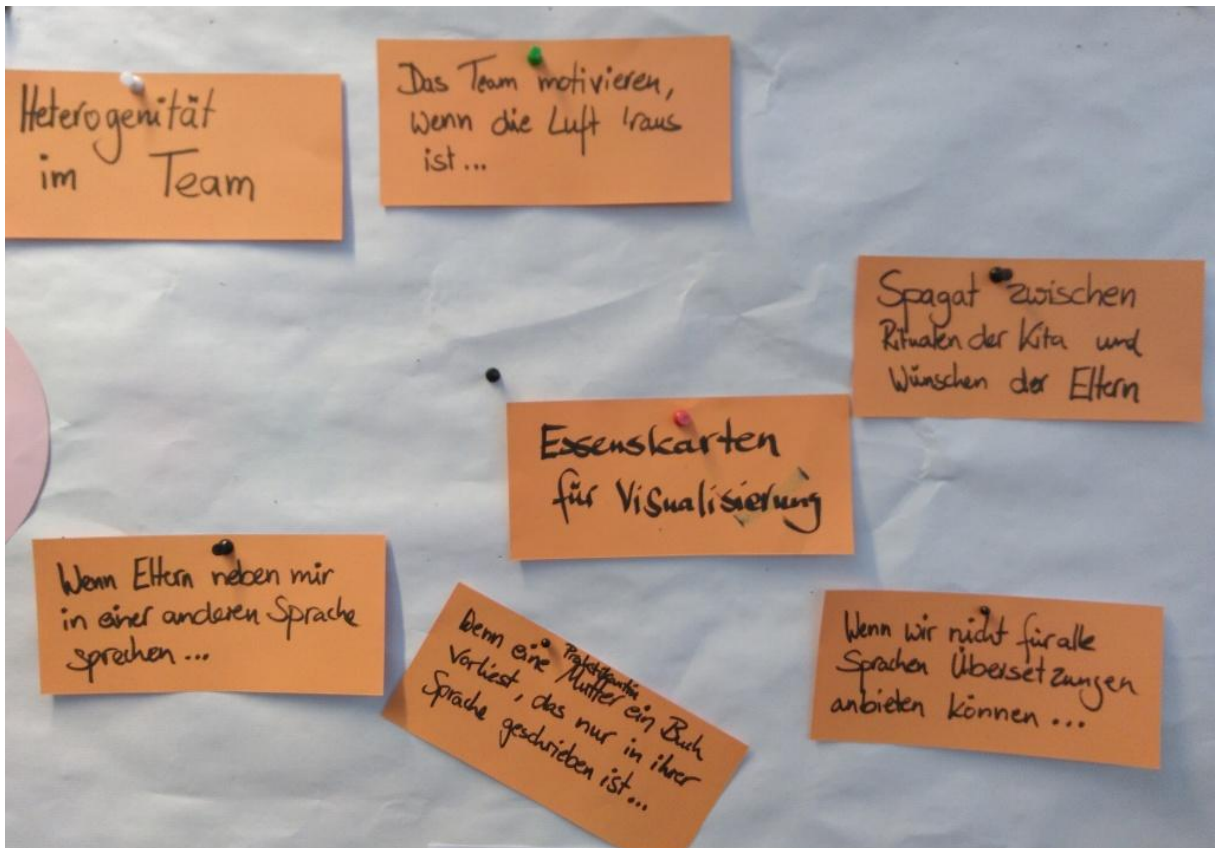 Heterogenität
im Team
Das Team motivieren,
wenn die Luft 'raus
ist...
Spagat zwischen
Ritualen der Kita und
Wünschen der Eltern
Essenskarten
für Visualisierung
Wenn Eltern neben mir
in einer anderen Sprache
sprechen...
Wenn eine Mutter ein Buch
Praktikantin
vorliest, das nur in ihrer
Sprache geschrieben ist...
Wenn wir nicht für alle
Sprachen Übersetzungen
anbieten können...